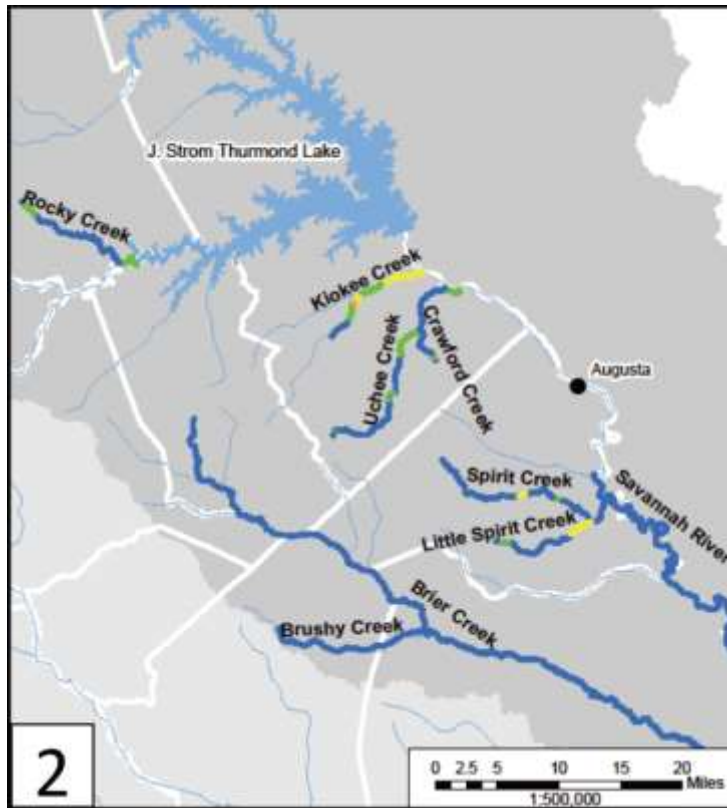 J. Strom Thurmond Lake
Rocky Creek
Kiokee Creek
Uchee Creek
Crawford Creek
Augusta
Spirit Creek
Savannah River
Little Spirit Creek
Brier Creek
Brushy Creek
2
0 2.5 5 10 15 20
Miles
1:500,000